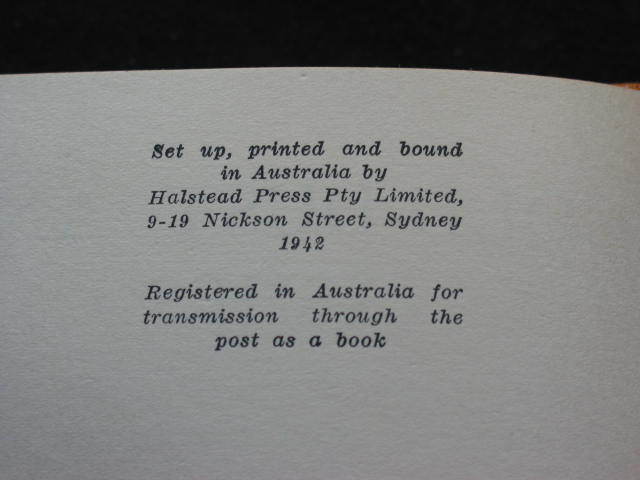 Set up, printed and bound
in Australia by
Halstead Press Pty Limited,
9-19 Nickson Street, Sydney
1942
Registered in Australia for
transmission through the
post as a book